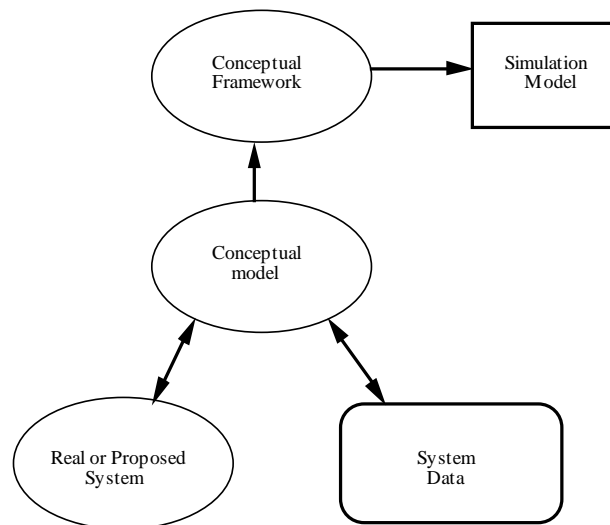 Conceptual
Framework
Simulation
Model
Conceptual
model
Real or Proposed
System
System
Data